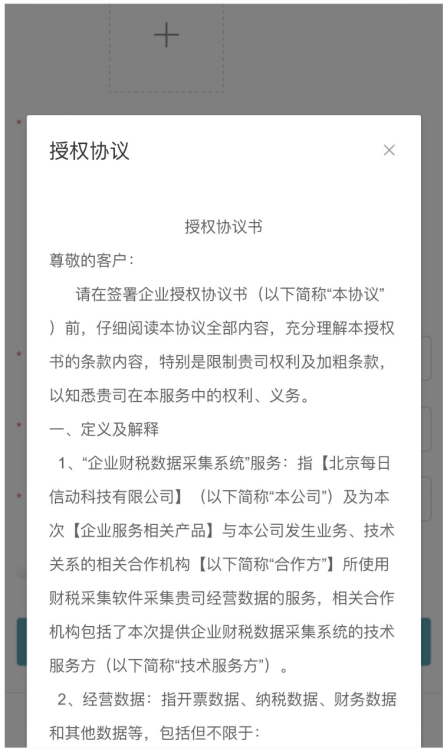 授权协议
授权协议书
尊敬的客户：
请在签署企业授权协议书（以下简称“本协议”
）前，仔细阅读本协议全部内容，充分理解本授权
书的条款内容，特别是限制贵司权利及加粗条款，
以知悉贵司在本服务中的权利、义务。
一、定义及解释
1、“企业财税数据采集系统”服务：指【北京每日
信动科技有限公司】（以下简称“本公司”）及为本
次【企业服务相关产品】与本公司发生业务、技术
关系的相关合作机构【以下简称“合作方”】所使用
财税采集软件采集贵司经营数据的服务，相关合作
机构包括了本次提供企业财税数据采集系统的技术
服务方（以下简称“技术服务方”）。
2、经营数据：指开票数据、纳税数据、财务数据
和其他数据等，包括但不限于：